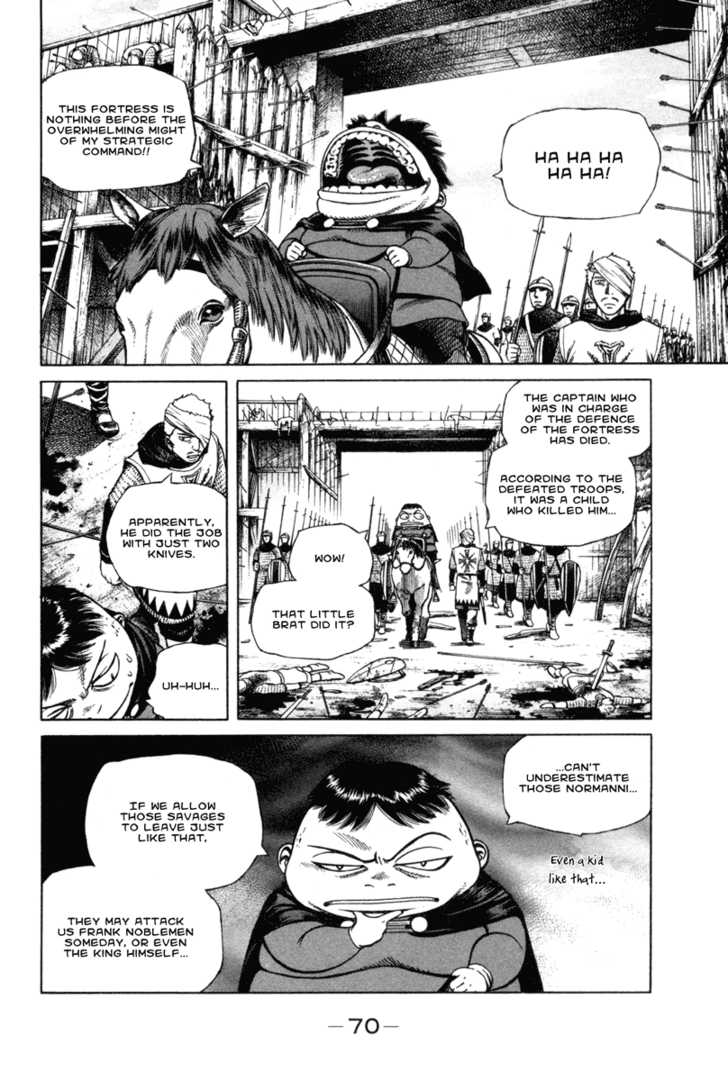 HA HA HA
HA HA!
THIS FORTRESS IS
NOTHING BEFORE THE
OVERWHELMING MIGHT
OF MY STRATEGIC
COMMAND!!
THE CAPTAIN WHO
WAS IN CHARGE
OF THE DEFENCE
OF THE FORTRESS
HAS DIED.
ACCORDING TO THE
DEFEATED TROOPS,
IT WAS A CHILD
WHO KILLED HIM...
WOW!
THAT LITTLE
BRAT DID IT?
APPARENTLY,
HE DID THE JOB
WITH JUST TWO
KNIVES.
UH-HUH...
...CAN'T
UNDERESTIMATE
THOSE NORMANNI...
Even a kid
like that...
IF WE ALLOW
THOSE SAVAGES
TO LEAVE JUST
LIKE THAT,
THEY MAY ATTACK
US FRANK NOBLEMEN
SOMEDAY, OR EVEN
THE KING HIMSELF...
—70—